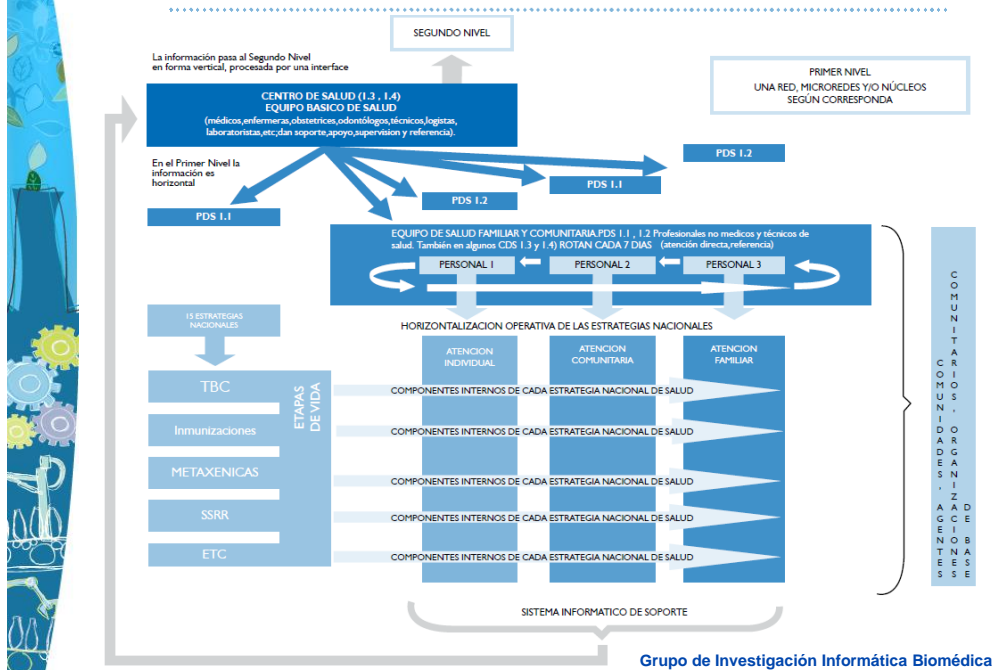 SEGUNDO NIVEL
La información pasa al Segundo Nivel
en forma vertical, procesada por una interface
PRIMER NIVEL
UNA RED, MICROREDES Y/O NÚCLEOS
SEGÚN CORRESPONDA
CENTRO DE SALUD (1.3 , 1.4)
EQUIPO BASICO DE SALUD
(médicos,enfermeras,obstetrices,odontólogos,técnicos,logistas,
laboratoristas,etc;dan soporte,apoyo,supervision y referencia).
En el Primer Nivel la
información es
horizontal
PDS 1.2
PDS 1.1
PDS 1.2
PDS 1.1
EQUIPO DE SALUD FAMILIAR Y COMUNITARIA.PDS 1.1 , 1.2 Profesionales no medicos y técnicos de
salud. También en algunos CDS 1.3 y 1.4) ROTAN CADA 7 DIAS (atención directa,referencia)
PERSONAL 1
PERSONAL 2
PERSONAL 3
15 ESTRATEGIAS
NACIONALES
HORIZONTALIZACION OPERATIVA DE LAS ESTRATEGIAS NACIONALES
ATENCION
INDIVIDUAL
ATENCION
COMUNITARIA
ATENCION
FAMILIAR
TBC
Inmunizaciones
METAXENICAS
SSRR
ETC
ETAPAS
DE VIDA
COMPONENTES INTERNOS DE CADA ESTRATEGIA NACIONAL DE SALUD
COMPONENTES INTERNOS DE CADA ESTRATEGIA NACIONAL DE SALUD
COMPONENTES INTERNOS DE CADA ESTRATEGIA NACIONAL DE SALUD
COMPONENTES INTERNOS DE CADA ESTRATEGIA NACIONAL DE SALUD
COMPONENTES INTERNOS DE CADA ESTRATEGIA NACIONAL DE SALUD
COMUNIDADES, AGENTES
COMUNITARIOS, ORGANIZACIONES
DE BASE
SISTEMA INFORMATICO DE SOPORTE
Grupo de Investigación Informática Biomédica